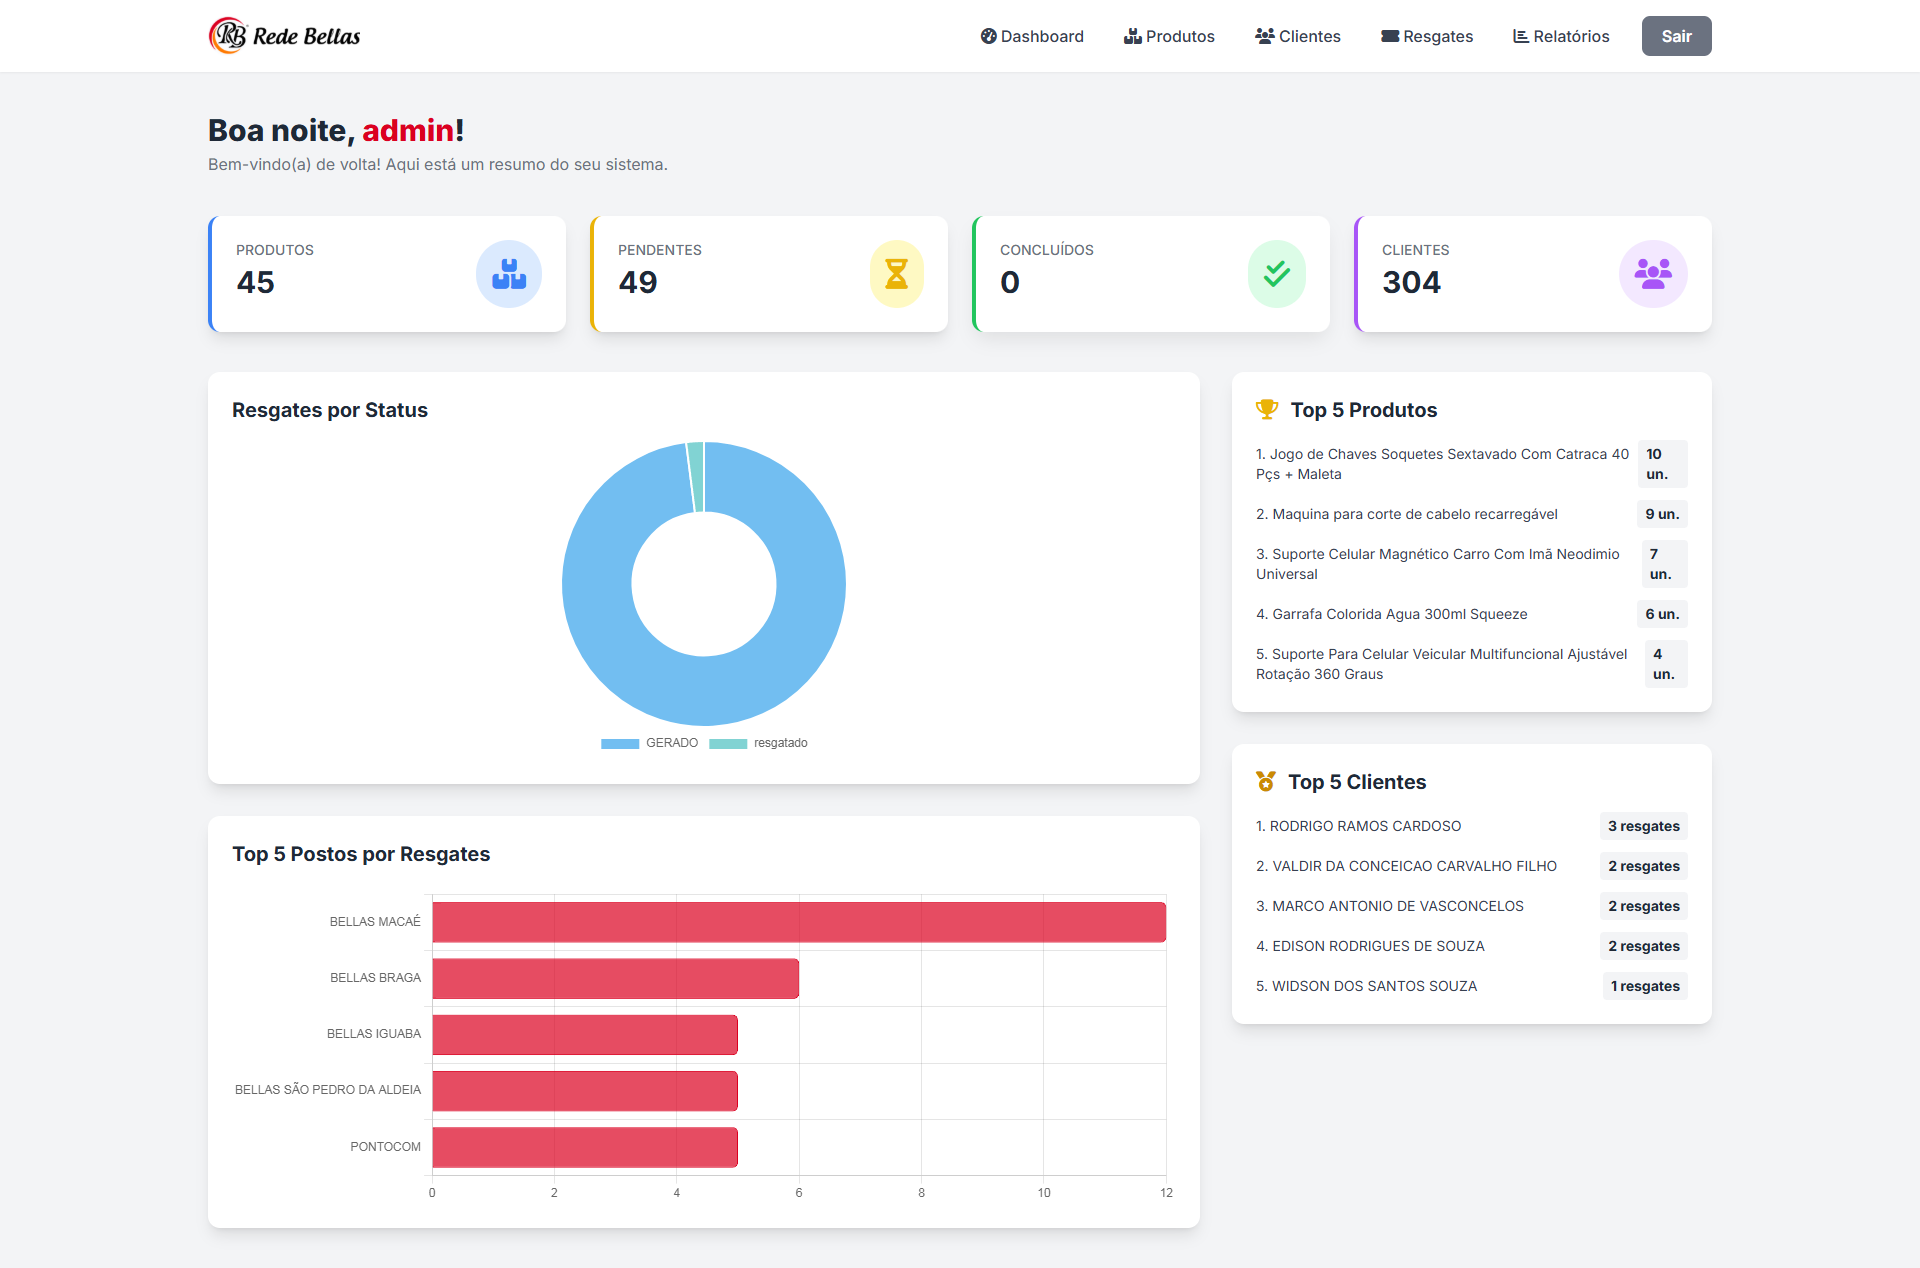 RB Rede Bellas
Dashboard
Produtos
Clientes
Resgates
Relatórios
Sair
Boa noite, admin!
Bem-vindo(a) de volta! Aqui está um resumo do seu sistema.
PRODUTOS
45
PENDENTES
49
CONCLUÍDOS
0
CLIENTES
304
Resgates por Status
GERADO
resgatado
Top 5 Postos por Resgates
BELLAS MACAÉ
BELLAS BRAGA
BELLAS IGUABA
BELLAS SÃO PEDRO DA ALDEIA
PONTOCOM
0 2 4 6 8 10 12
Top 5 Produtos
1. Jogo de Chaves Soquetes Sextavado Com Catraca 40
Pçs + Maleta
10
un.
2. Maquina para corte de cabelo recarregável
9 un.
3. Suporte Celular Magnético Carro Com Imã Neodimio
Universal
7
un.
4. Garrafa Colorida Agua 300ml Squeeze
6 un.
5. Suporte Para Celular Veicular Multifuncional Ajustável
Rotação 360 Graus
4
un.
Top 5 Clientes
1. RODRIGO RAMOS CARDOSO
3 resgates
2. VALDIR DA CONCEICAO CARVALHO FILHO
2 resgates
3. MARCO ANTONIO DE VASCONCELOS
2 resgates
4. EDISON RODRIGUES DE SOUZA
2 resgates
5. WIDSON DOS SANTOS SOUZA
1 resgates